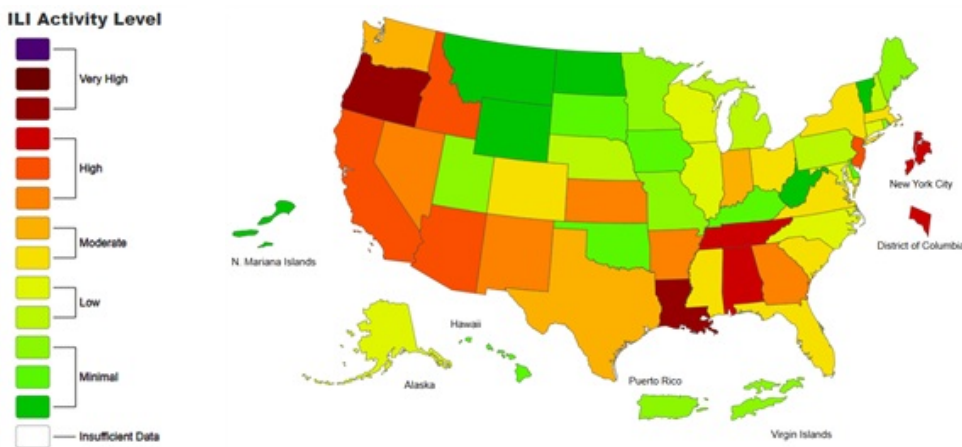 ILI Activity Level
Very High
High
Moderate
Low
Minimal
Insufficient Data
New York City
District of Columbia
N. Mariana Islands
Hawaii
Alaska
Puerto Rico
Virgin Islands